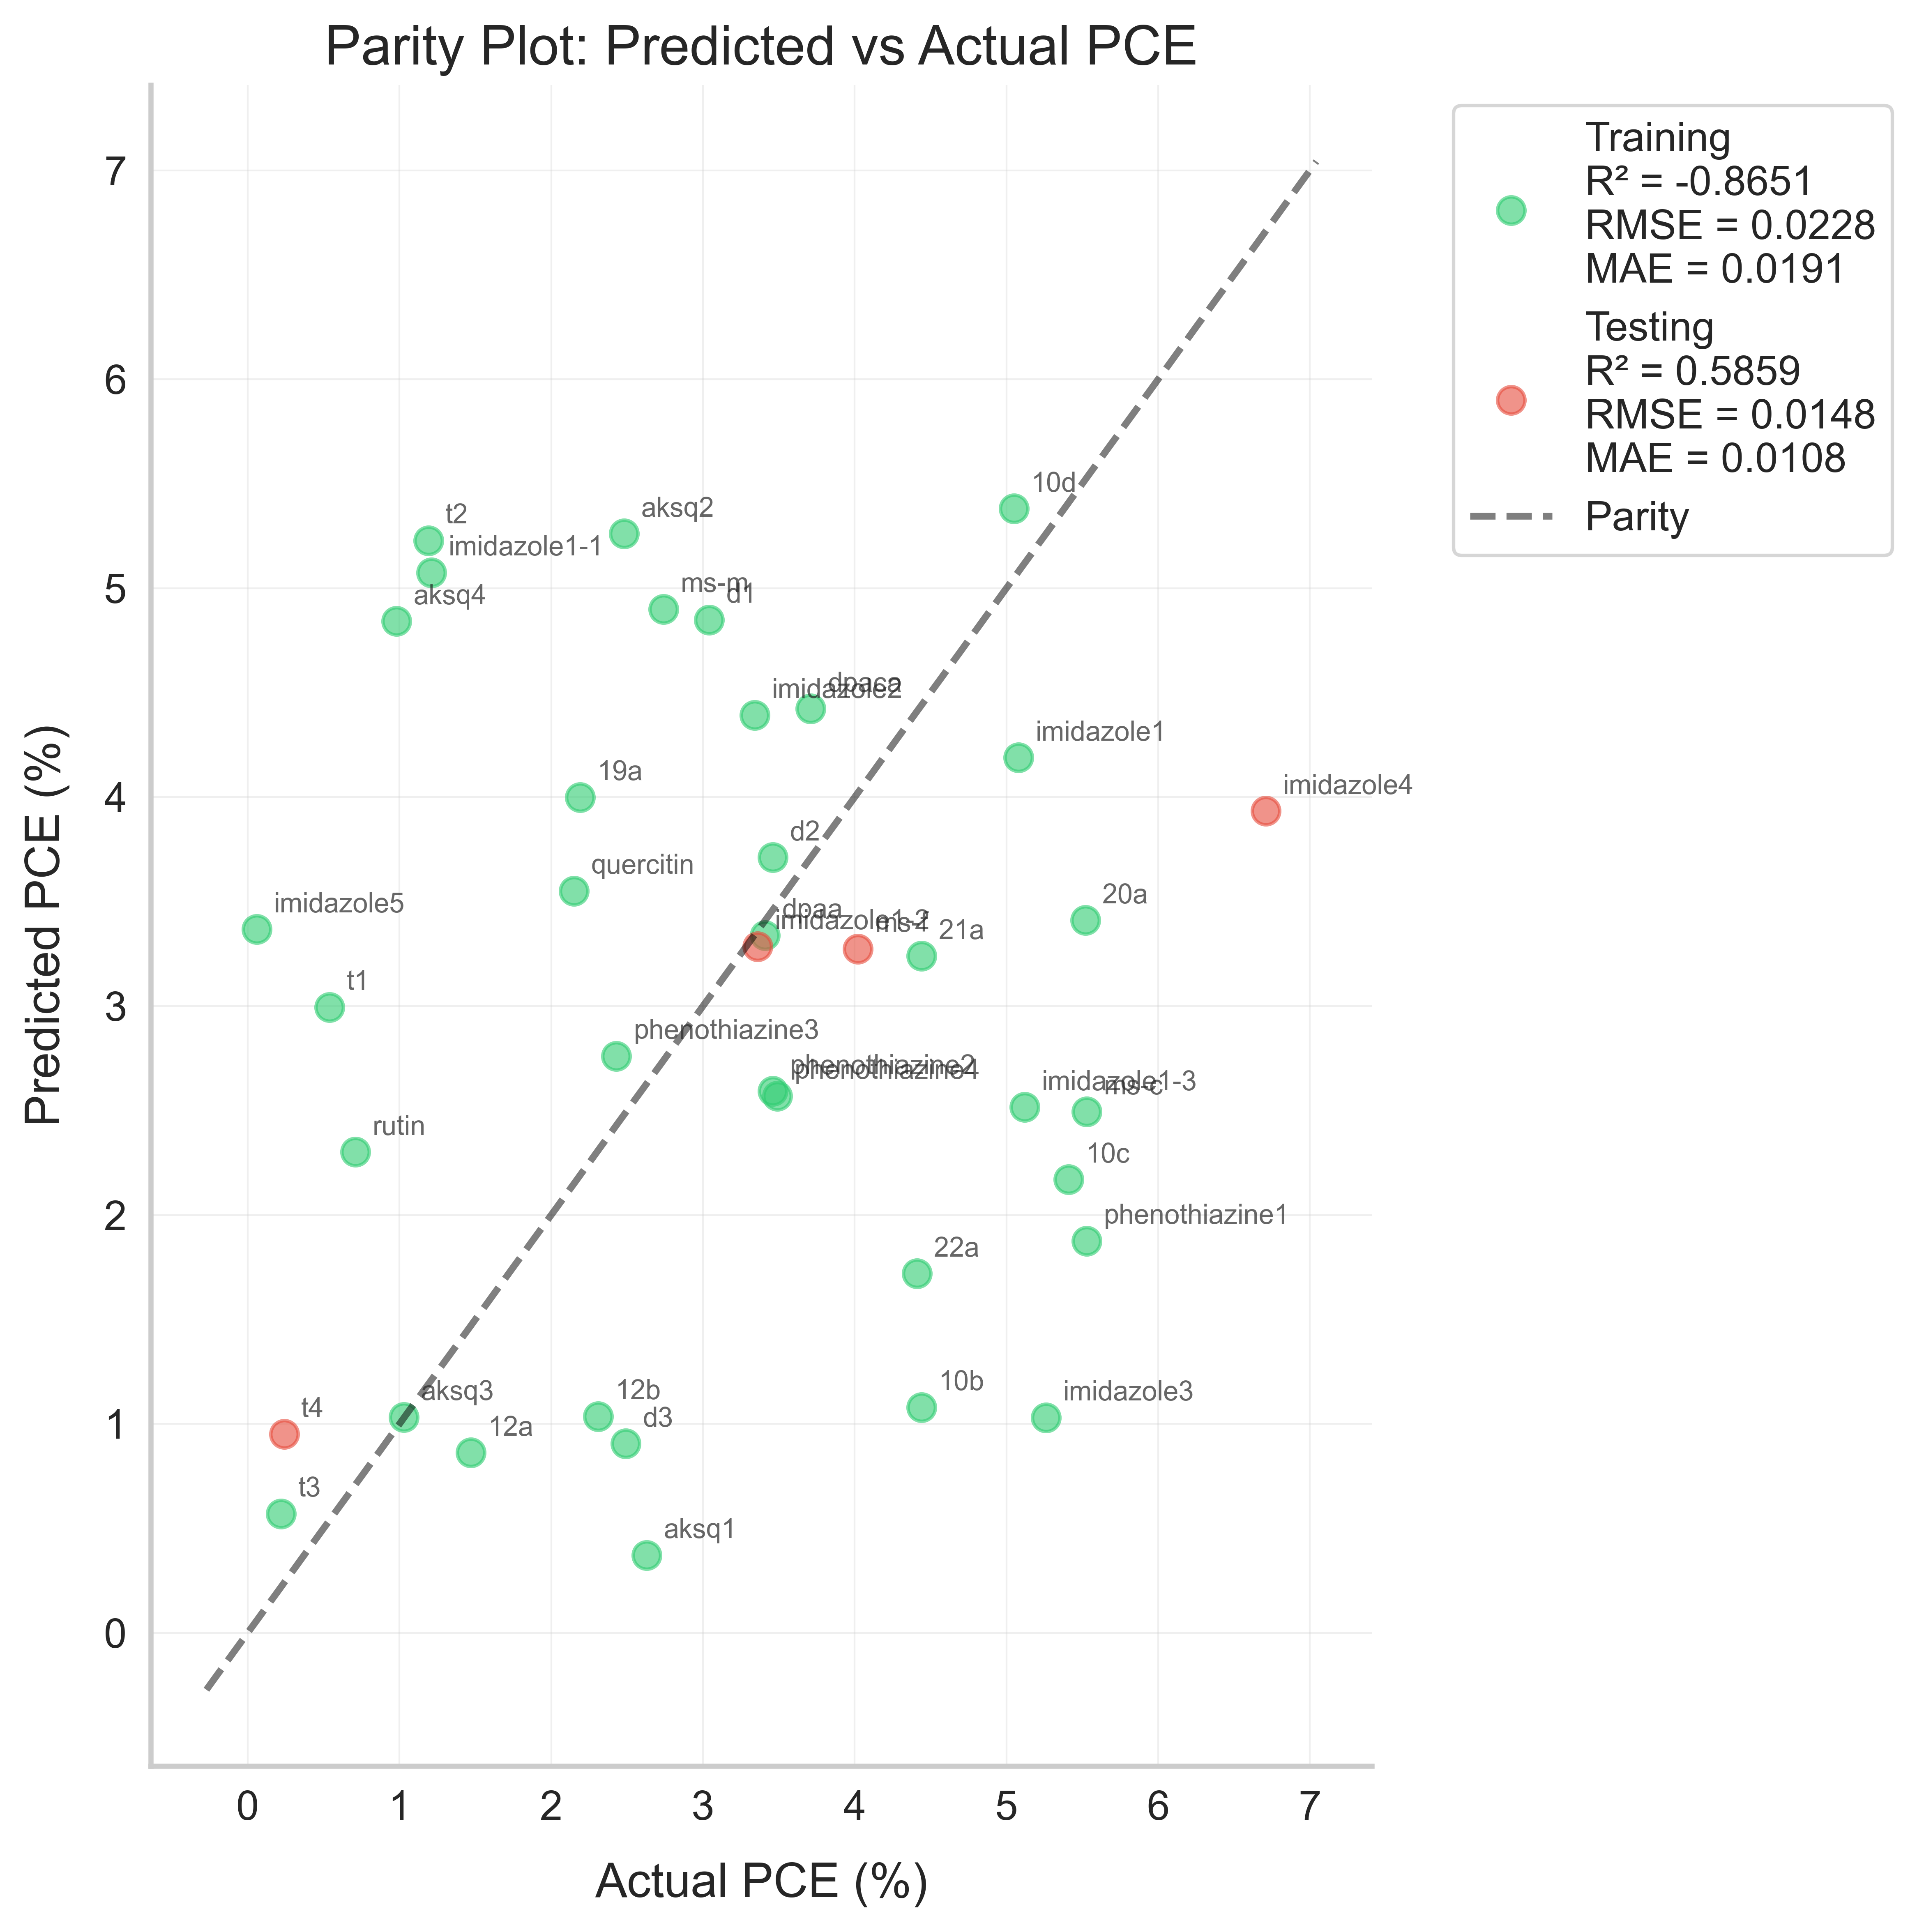 Parity Plot: Predicted vs Actual PCE
Training
R² = -0.8651
RMSE = 0.0228
MAE = 0.0191
Testing
R² = 0.5859
RMSE = 0.0148
MAE = 0.0108
Parity
Predicted PCE (%)
7
6
5
4
3
2
1
0
10d
t2
aksq2
imidazole1-1
aksq4
ms-m
d1
dpaca
imidazole2
imidazole1
imidazole4
19a
d2
quercitin
imidazole5
20a
dpaa
imidazole1-2
21a
t1
phenothiazine3
phenothiazine2
phenothiazine4
imidazole1-3
ms-c
rutin
10c
phenothiazine1
22a
10b
imidazole3
aksq3
12b
t4
12a
d3
t3
aksq1
0 1 2 3 4 5 6 7
Actual PCE (%)